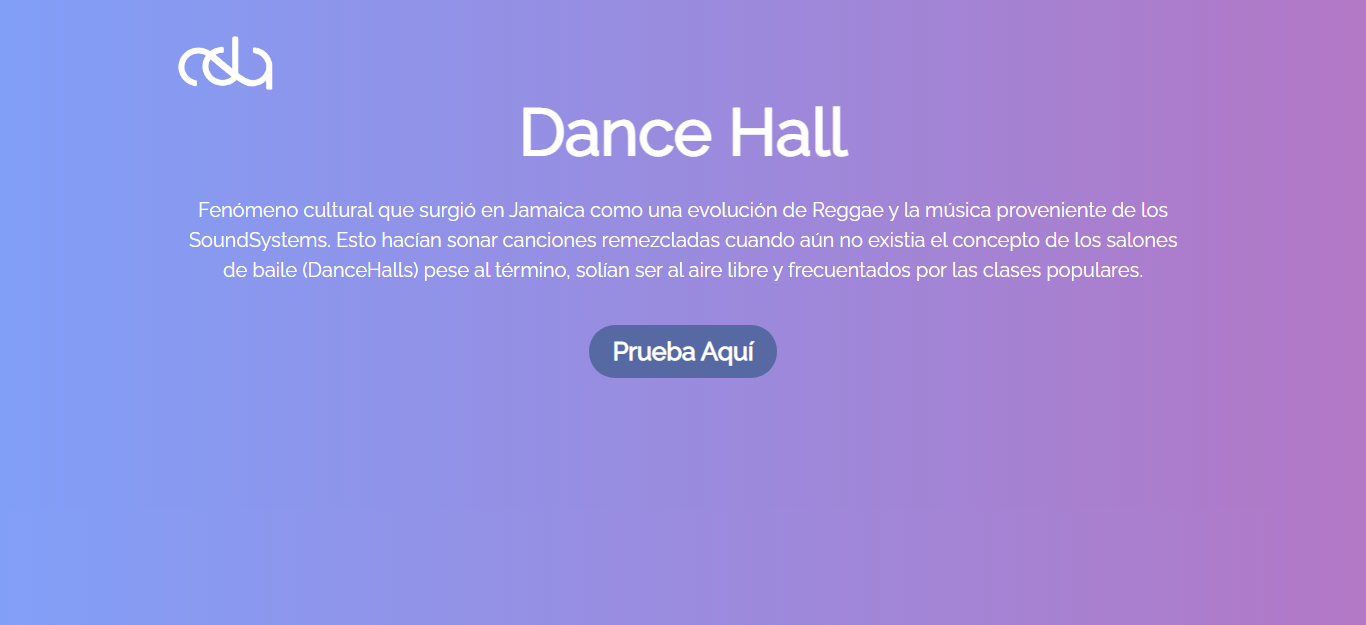 Dance Hall
Fenómeno cultural que surgió en Jamaica como una evolución de Reggae y la música proveniente de los
SoundSystems. Esto hacían sonar canciones remezcladas cuando aún no existia el concepto de los salones
de baile (DanceHalls) pese al término, solían ser al aire libre y frecuentados por las clases populares.
Prueba Aquí